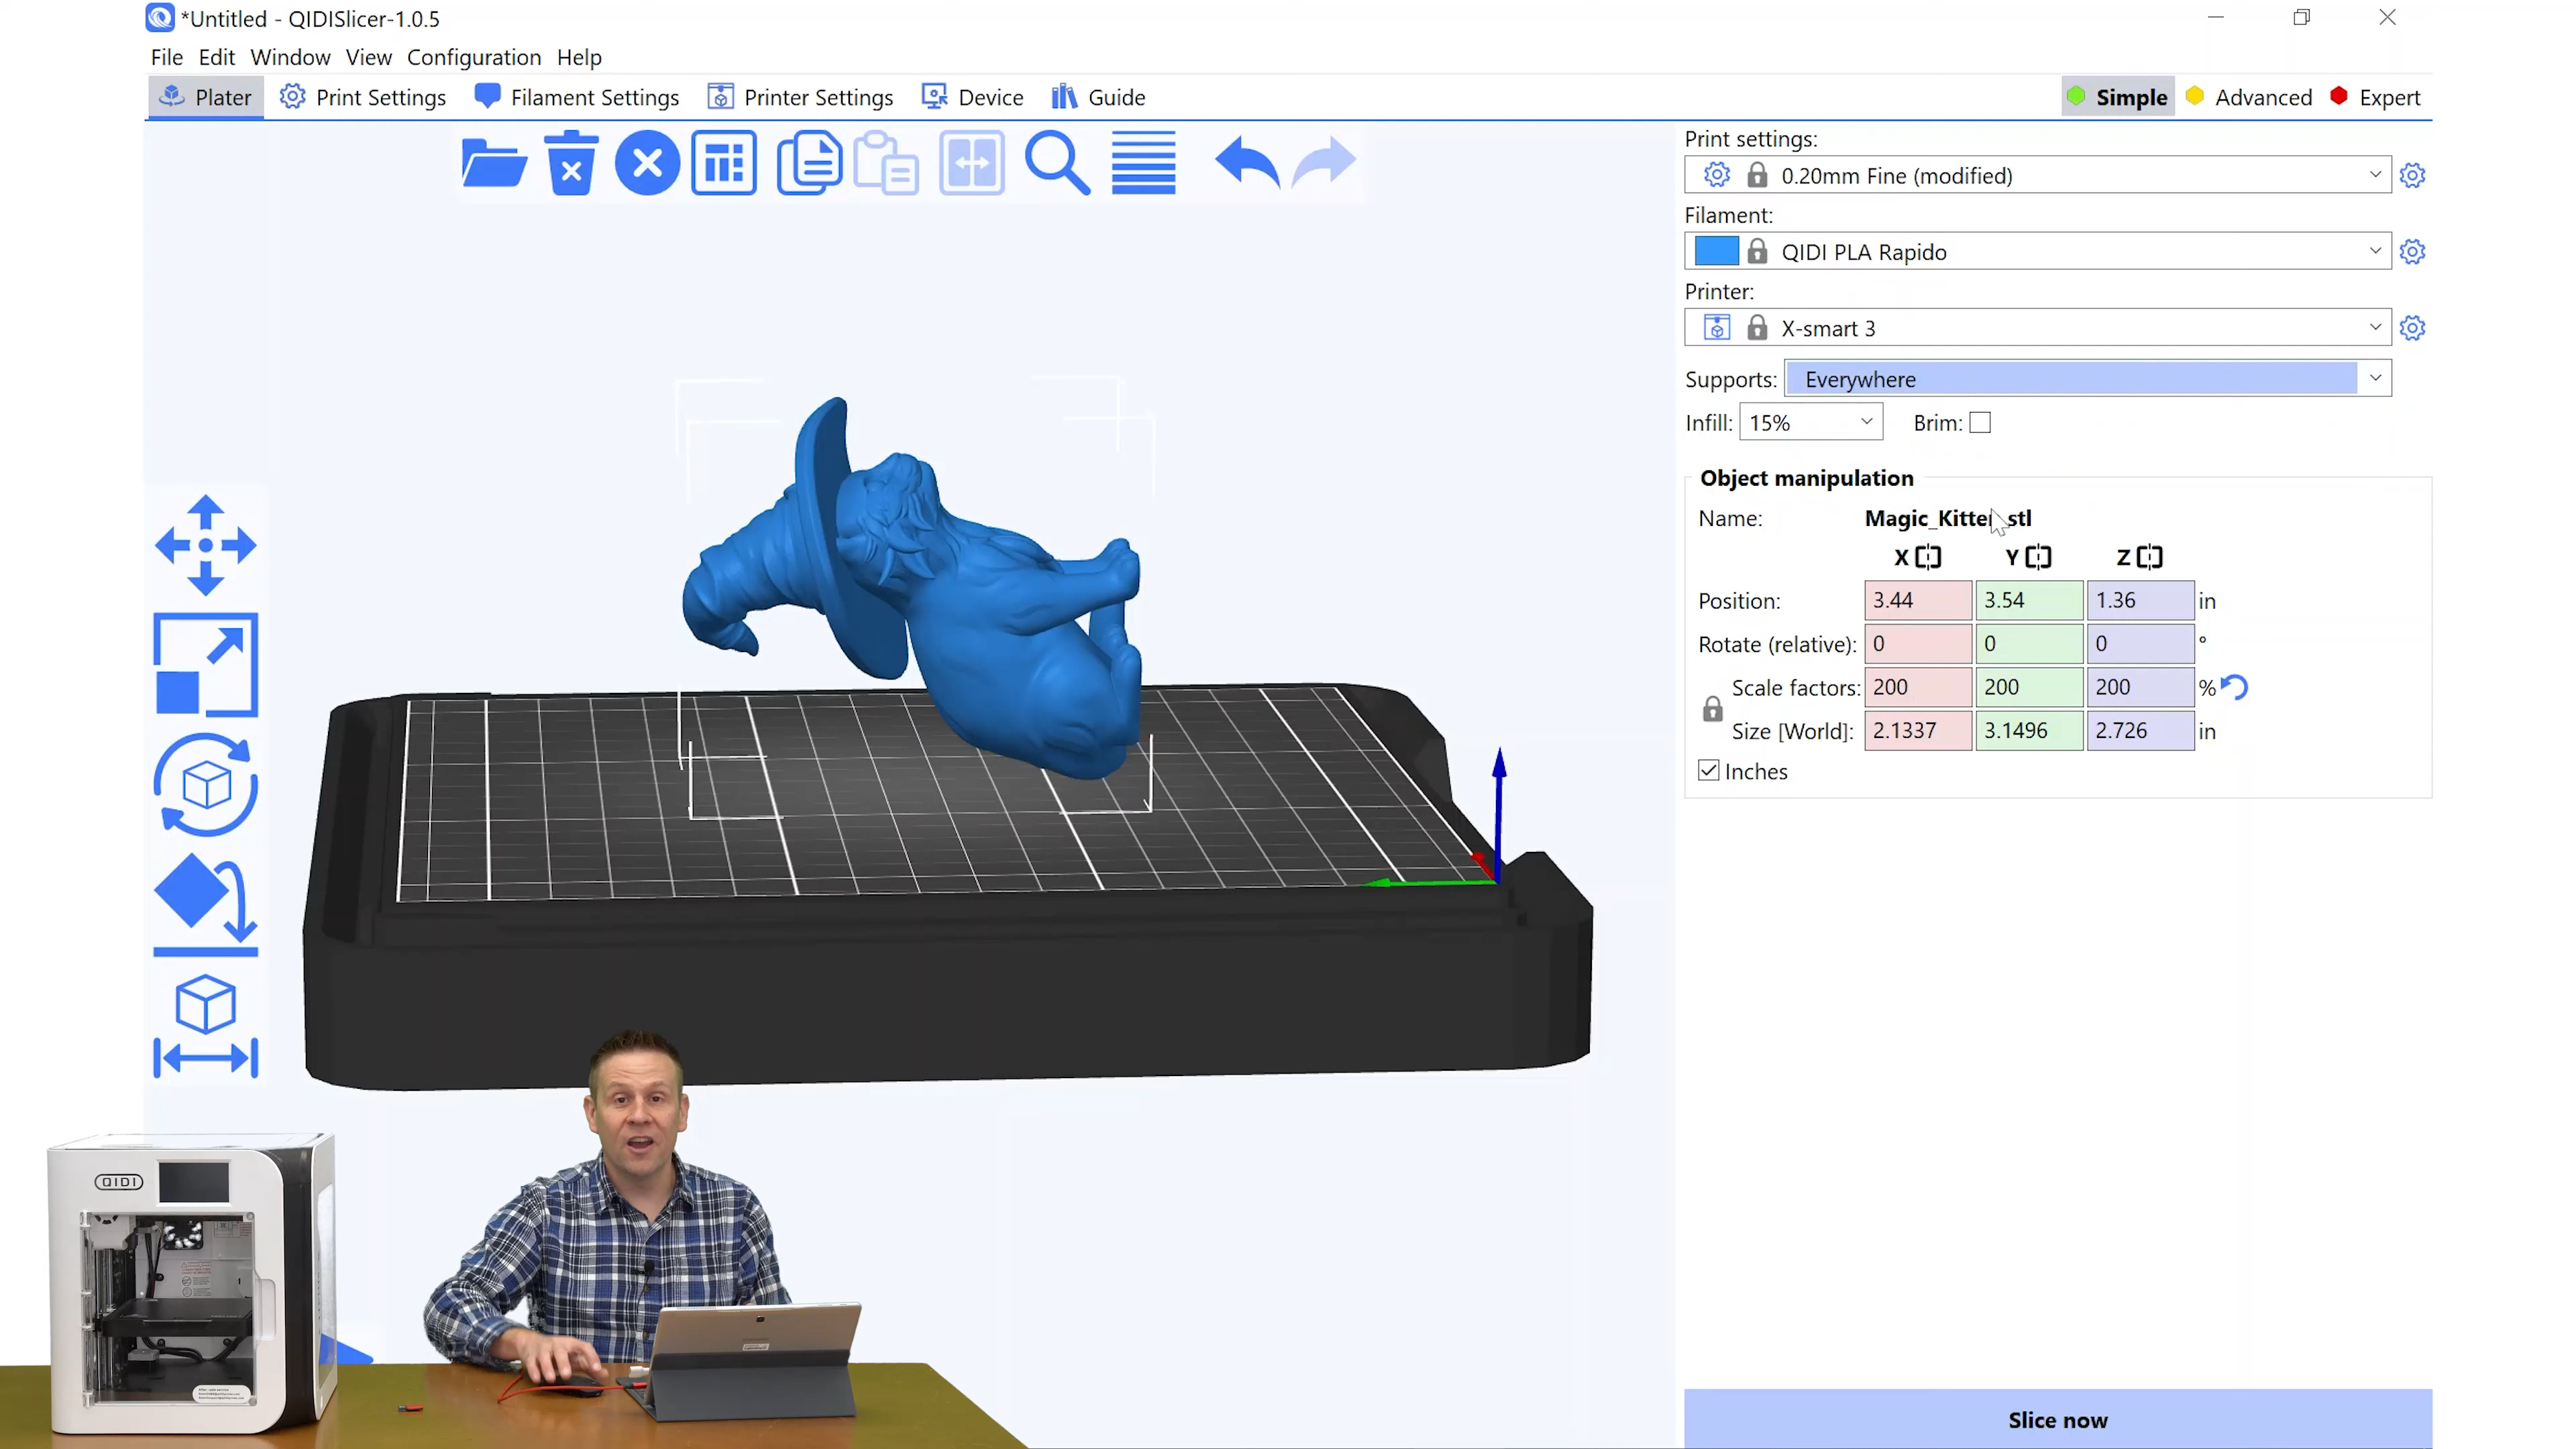 *Untitled - QIDISlicer-1.0.5
File Edit Window View Configuration Help
Plater Print Settings Filament Settings Printer Settings Device Guide Simple Advanced Expert
Print settings:
0.20mm Fine (modified)
Filament:
QIDI PLA Rapido
Printer:
X-smart 3
Supports: Everywhere
Infill: 15% Brim:
Object manipulation
Name: stl
X Y Z
Position: 3.44 3.54 1.36 in
Rotate (relative): 0 0 0 °
Scale factors: 200 200 200 %
Size [World]: 2.1337 3.1496 2.726 in
Inches
QIDI
Slice now